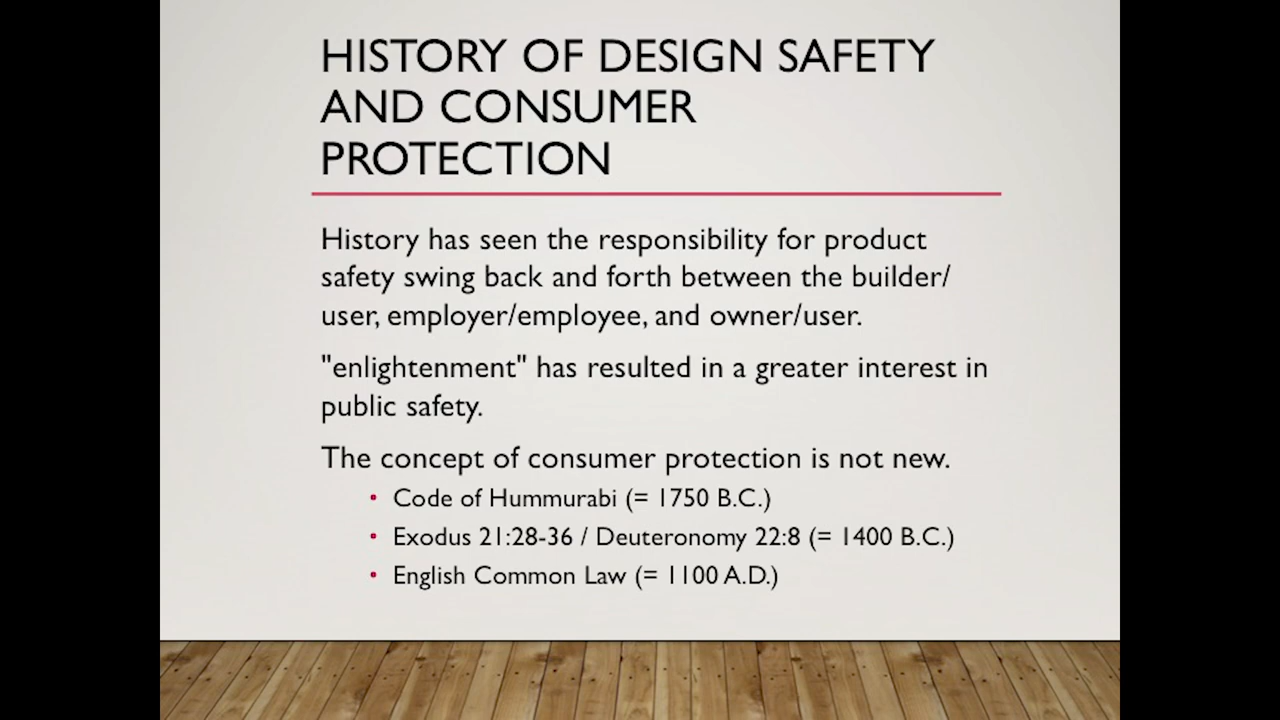 HISTORY OF DESIGN SAFETY
AND CONSUMER
PROTECTION
History has seen the responsibility for product
safety swing back and forth between the builder/
user, employer/employee, and owner/user.
"enlightenment" has resulted in a greater interest in
public safety.
The concept of consumer protection is not new.
• Code of Hummurabi (= 1750 B.C.)
• Exodus 21:28-36 / Deuteronomy 22:8 (= 1400 B.C.)
• English Common Law (= 1100 A.D.)